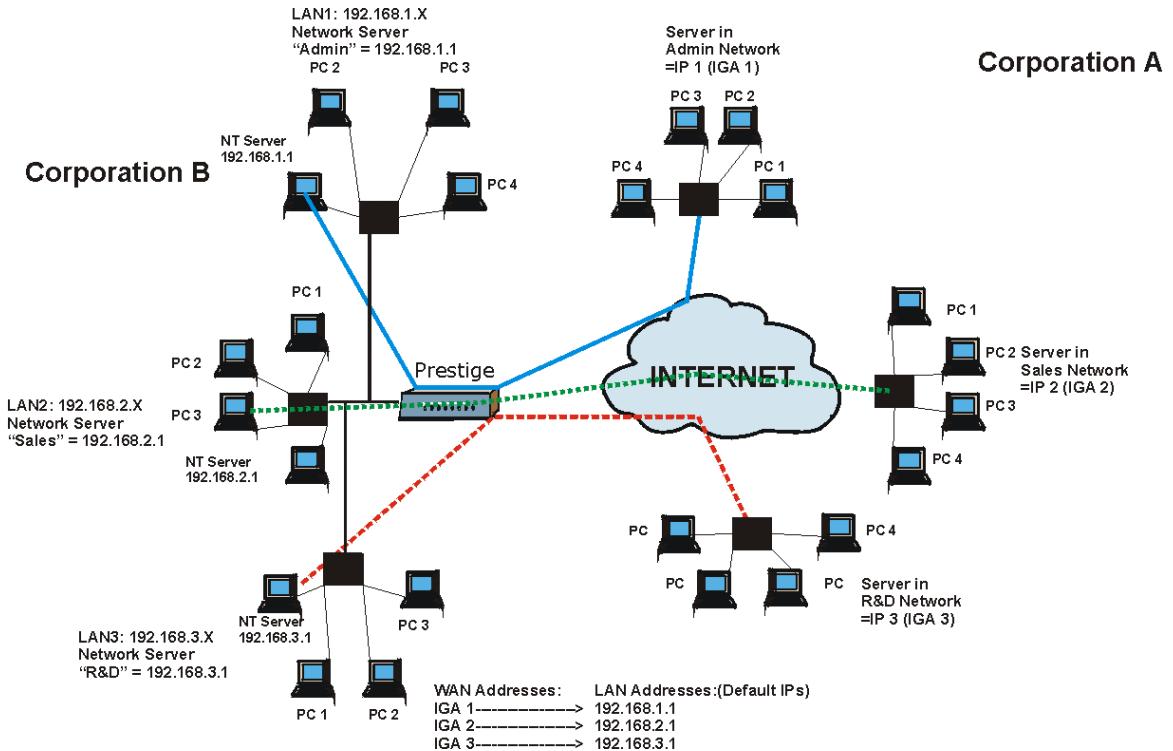 LAN1: 192.168.1.X
Network Server
“Admin” = 192.168.1.1
PC 2
PC 3
NT Server
192.168.1.1
PC 4
Corporation B
Server in
Admin Network
=IP 1 (IGA 1)
PC 3
PC 2
PC 4
PC 1
Corporation A
PC 1
PC 2
PC 3
LAN2: 192.168.2.X
Network Server
“Sales” = 192.168.2.1
NT Server
192.168.2.1
Prestige
INTERNET
PC 1
PC 2
Server in
Sales Network
=IP 2 (IGA 2)
PC 3
PC 4
NT Server
192.168.3.1
PC 3
LAN3: 192.168.3.X
Network Server
“R&D” = 192.168.3.1
PC 1
PC 2
PC
PC 4
PC
PC
Server in
R&D Network
=IP 3 (IGA 3)
WAN Addresses: LAN Addresses:(Default IPs)
IGA 1---------------> 192.168.1.1
IGA 2---------------> 192.168.2.1
IGA 3---------------> 192.168.3.1